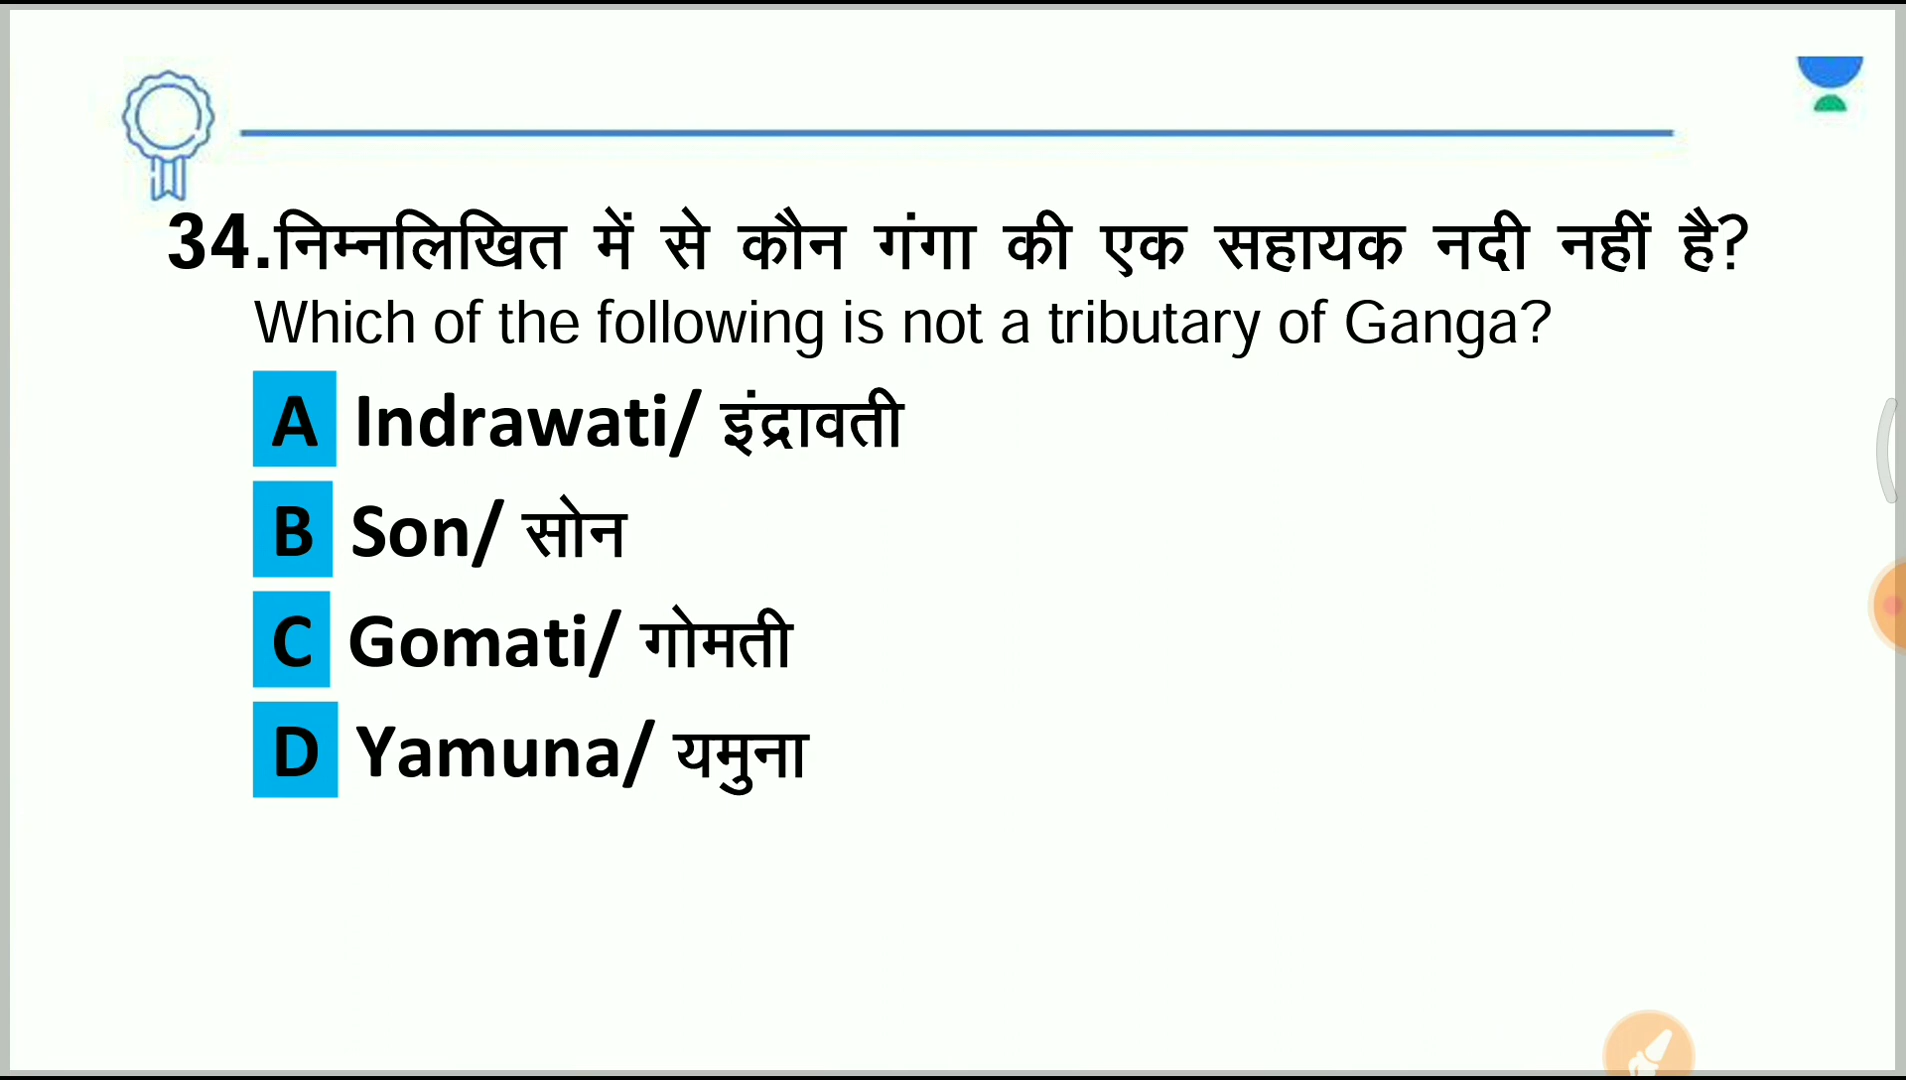 34.निम्नलिखित में से कौन गंगा की एक सहायक नदी नहीं है?
Which of the following is not a tributary of Ganga?
A Indrawati/ इंद्रावती
B Son/ सोन
C Gomati/ गोमती
D Yamuna/ यमुना